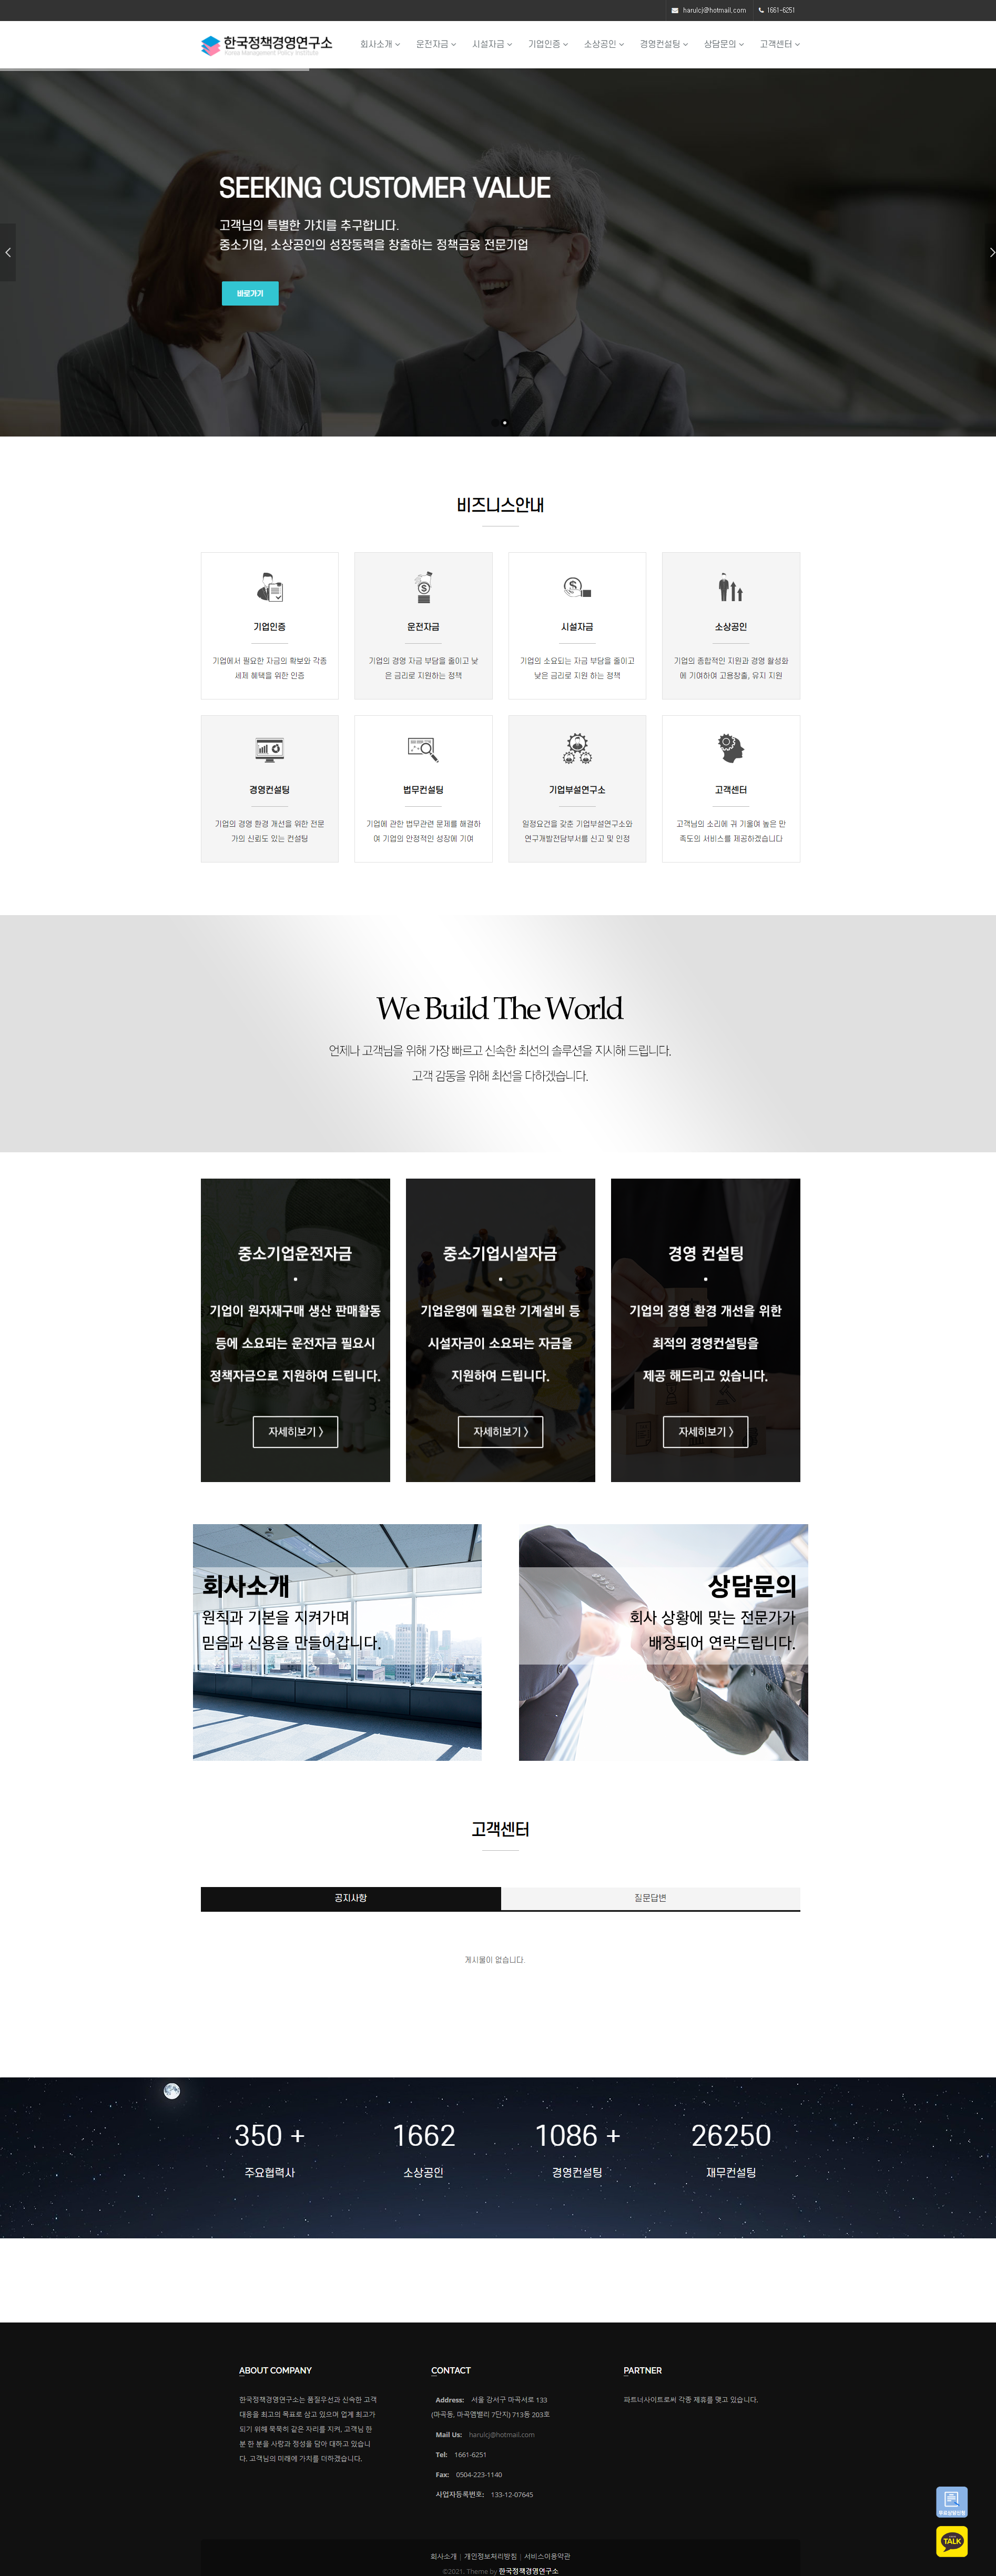 harulcj@hotmail.com 1661-6251
한국정책경영연구소
Korea Management Policy Institute
회사소개 운전자금 시설자금 기업인증 소상공인 경영컨설팅 상담문의 고객센터
SEEKING CUSTOMER VALUE
고객님의 특별한 가치를 추구합니다.
중소기업, 소상공인의 성장동력을 창출하는 정책금융 전문기업
바로가기
비즈니스안내
기업인증
기업에서 필요한 자금의 확보와 각종
세제 혜택을 위한 인증
운전자금
기업의 경영 자금 부담을 줄이고 낮
은 금리로 지원하는 정책
시설자금
기업의 소요되는 자금 부담을 줄이고
낮은 금리로 지원 하는 정책
소상공인
기업의 종합적인 지원과 경영 활성화
에 기여하여 고용창출, 유지 지원
경영컨설팅
기업의 경영 환경 개선을 위한 전문
가의 신뢰도 있는 컨설팅
법무컨설팅
기업에 관한 법무관련 문제를 해결하
여 기업의 안정적인 성장에 기여
기업부설연구소
일정요건을 갖춘 기업부설연구소와
연구개발전담부서를 신고 및 인정
고객센터
고객님의 소리에 귀 기울여 높은 만
족도의 서비스를 제공하겠습니다
We Build The World
언제나 고객님을 위해 가장 빠르고 신속한 최선의 솔루션을 지시해 드립니다.
고객 감동을 위해 최선을 다하겠습니다.
중소기업운전자금
기업이 원자재구매 생산 판매활동
등에 소요되는 운전자금 필요시
정책자금으로 지원하여 드립니다.
자세히보기 >
중소기업시설자금
기업운영에 필요한 기계설비 등
시설자금이 소요되는 자금을
지원하여 드립니다.
자세히보기 >
경영 컨설팅
기업의 경영 환경 개선을 위한
최적의 경영컨설팅을
제공 해드리고 있습니다.
자세히보기 >
회사소개
원칙과 기본을 지켜가며
믿음과 신용을 만들어갑니다.
상담문의
회사 상황에 맞는 전문가가
배정되어 연락드립니다.
고객센터
공지사항 질문답변
게시물이 없습니다.
350 + 1662 1086 + 26250
주요협력사 소상공인 경영컨설팅 재무컨설팅
ABOUT COMPANY
한국정책경영연구소는 품질우선과 신속한 고객
대응을 최고의 목표로 삼고 있으며 업계 최고가
되기 위해 묵묵히 같은 자리를 지켜, 고객님 한
분 한 분을 사랑과 정성을 담아 대하고 있습니
다. 고객님의 미래에 가치를 더하겠습니다.
CONTACT
Address: 서울 강서구 마곡서로 133
(마곡동, 마곡엠밸리 7단지) 713동 203호
Mail Us: harulcj@hotmail.com
Tel: 1661-6251
Fax: 0504-223-1140
사업자등록번호: 133-12-07645
PARTNER
파트너사이트로써 각종 제휴를 맺고 있습니다.
무료상담신청
TALK
회사소개 | 개인정보처리방침 | 서비스이용약관
©2021. Theme by 한국정책경영연구소